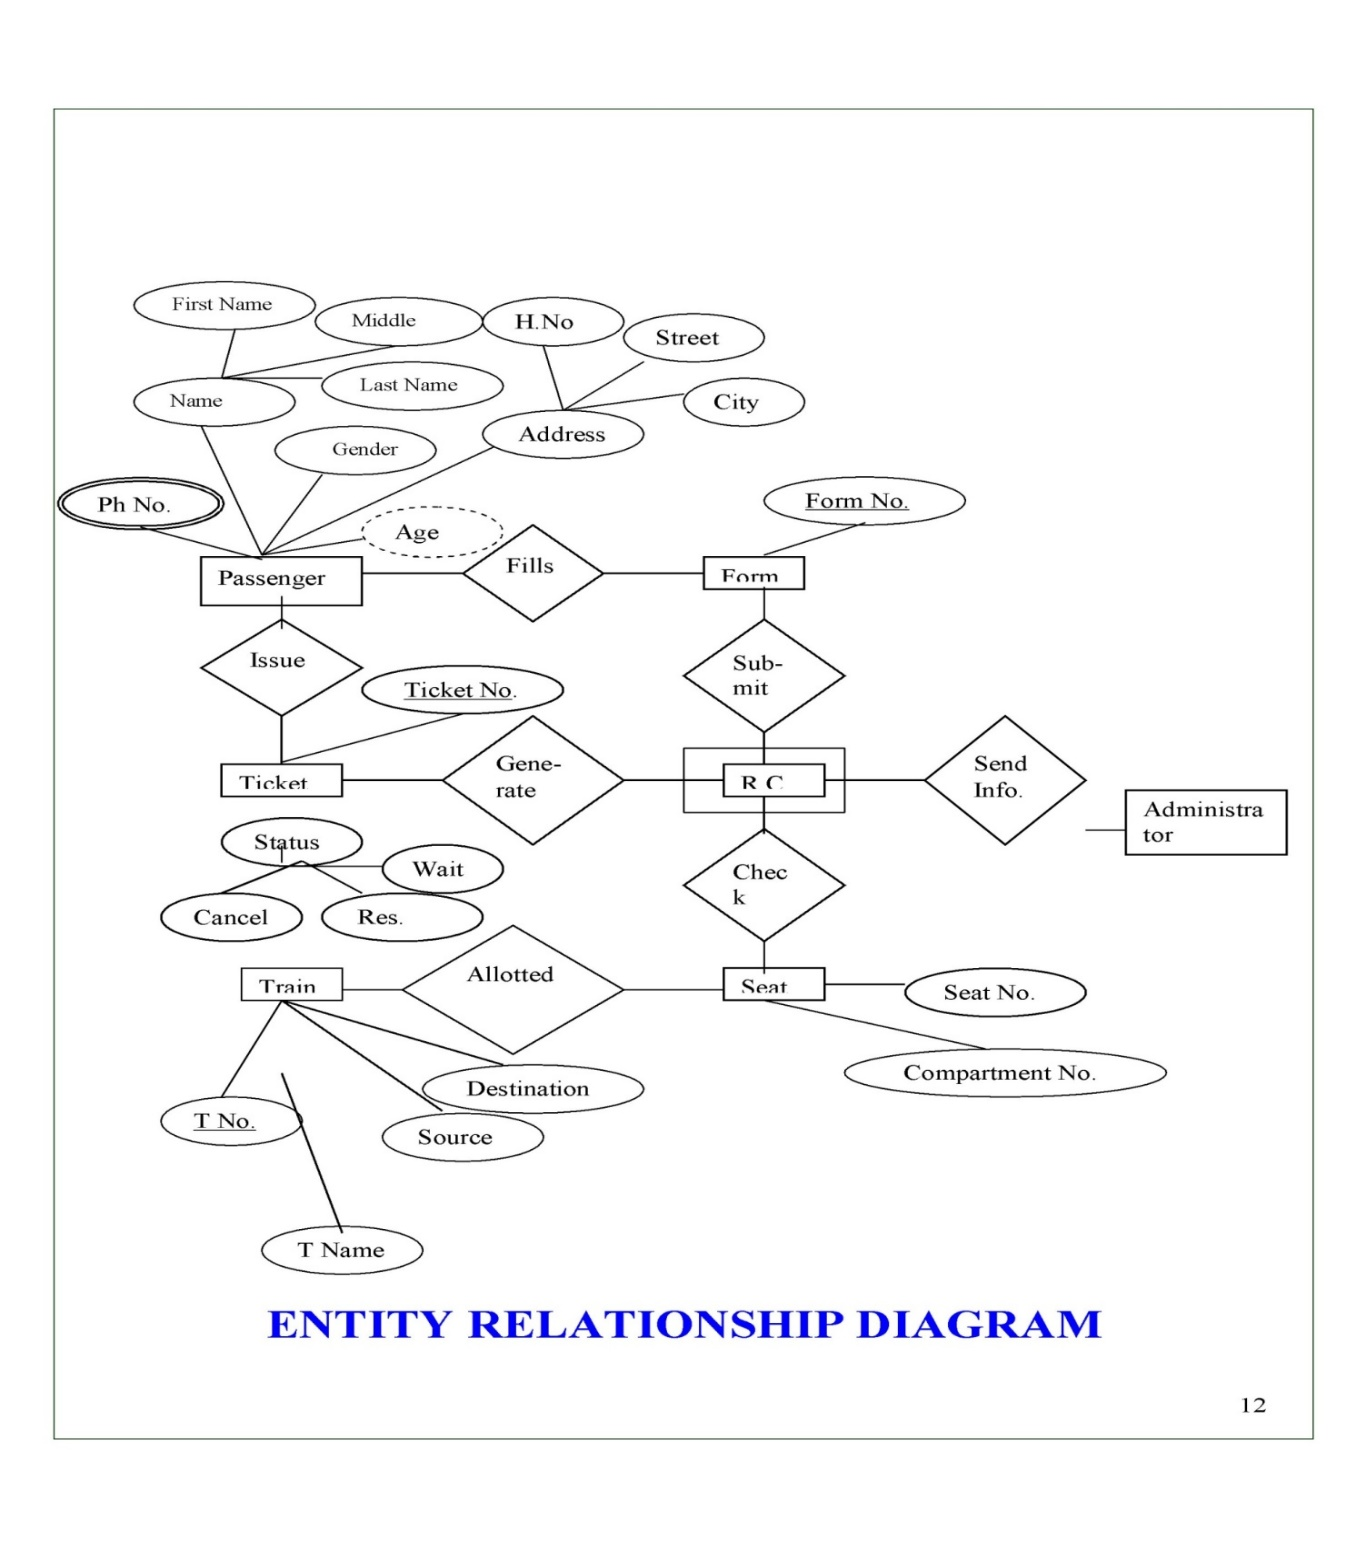 First Name
Middle
H.No
Street
Last Name
Name
City
Address
Gender
Ph No.
Form No.
Age
Fills
Passenger
Form
Issue
Sub-
mit
Ticket No.
Gene-
rate
Send
Info.
Ticket
R C
Administra
tor
Status
Wait
Chec
k
Cancel
Res.
Allotted
Train
Seat
Seat No.
Compartment No.
Destination
T No.
Source
T Name
ENTITY RELATIONSHIP DIAGRAM
12